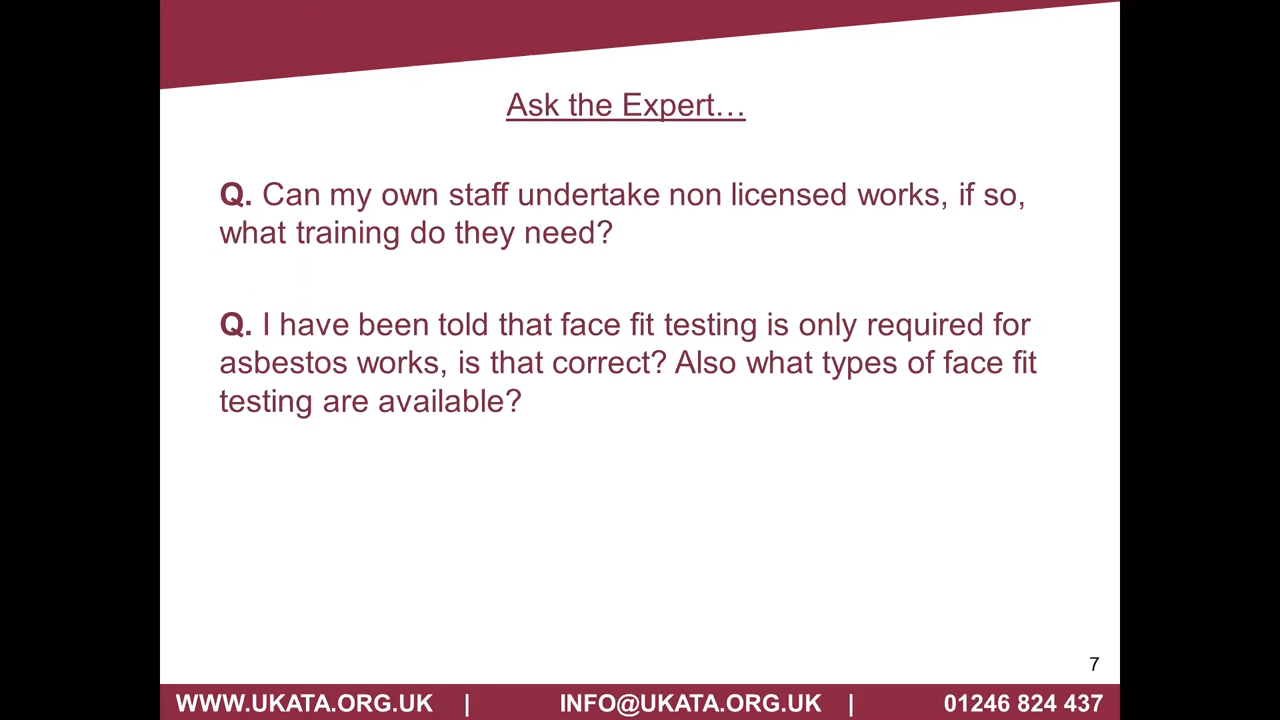 Ask the Expert…
Q. Can my own staff undertake non licensed works, if so,
what training do they need?
Q. I have been told that face fit testing is only required for
asbestos works, is that correct? Also what types of face fit
testing are available?
7
WWW.UKATA.ORG.UK | INFO@UKATA.ORG.UK | 01246 824 437